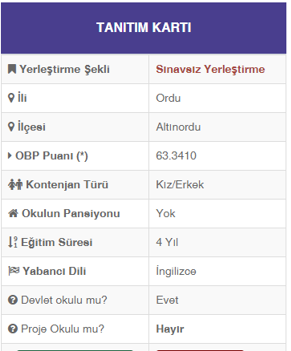 TANITIM KARTI
Yerleştirme Şekli Sınavsız Yerleştirme
İli Ordu
İlçesi Altınordu
OBP Puanı (*) 63.3410
Kontenjan Türü Kız/Erkek
Okulun Pansiyonu Yok
Eğitim Süresi 4 Yıl
Yabancı Dili İngilizce
Devlet okulu mu? Evet
Proje Okulu mu? Hayır